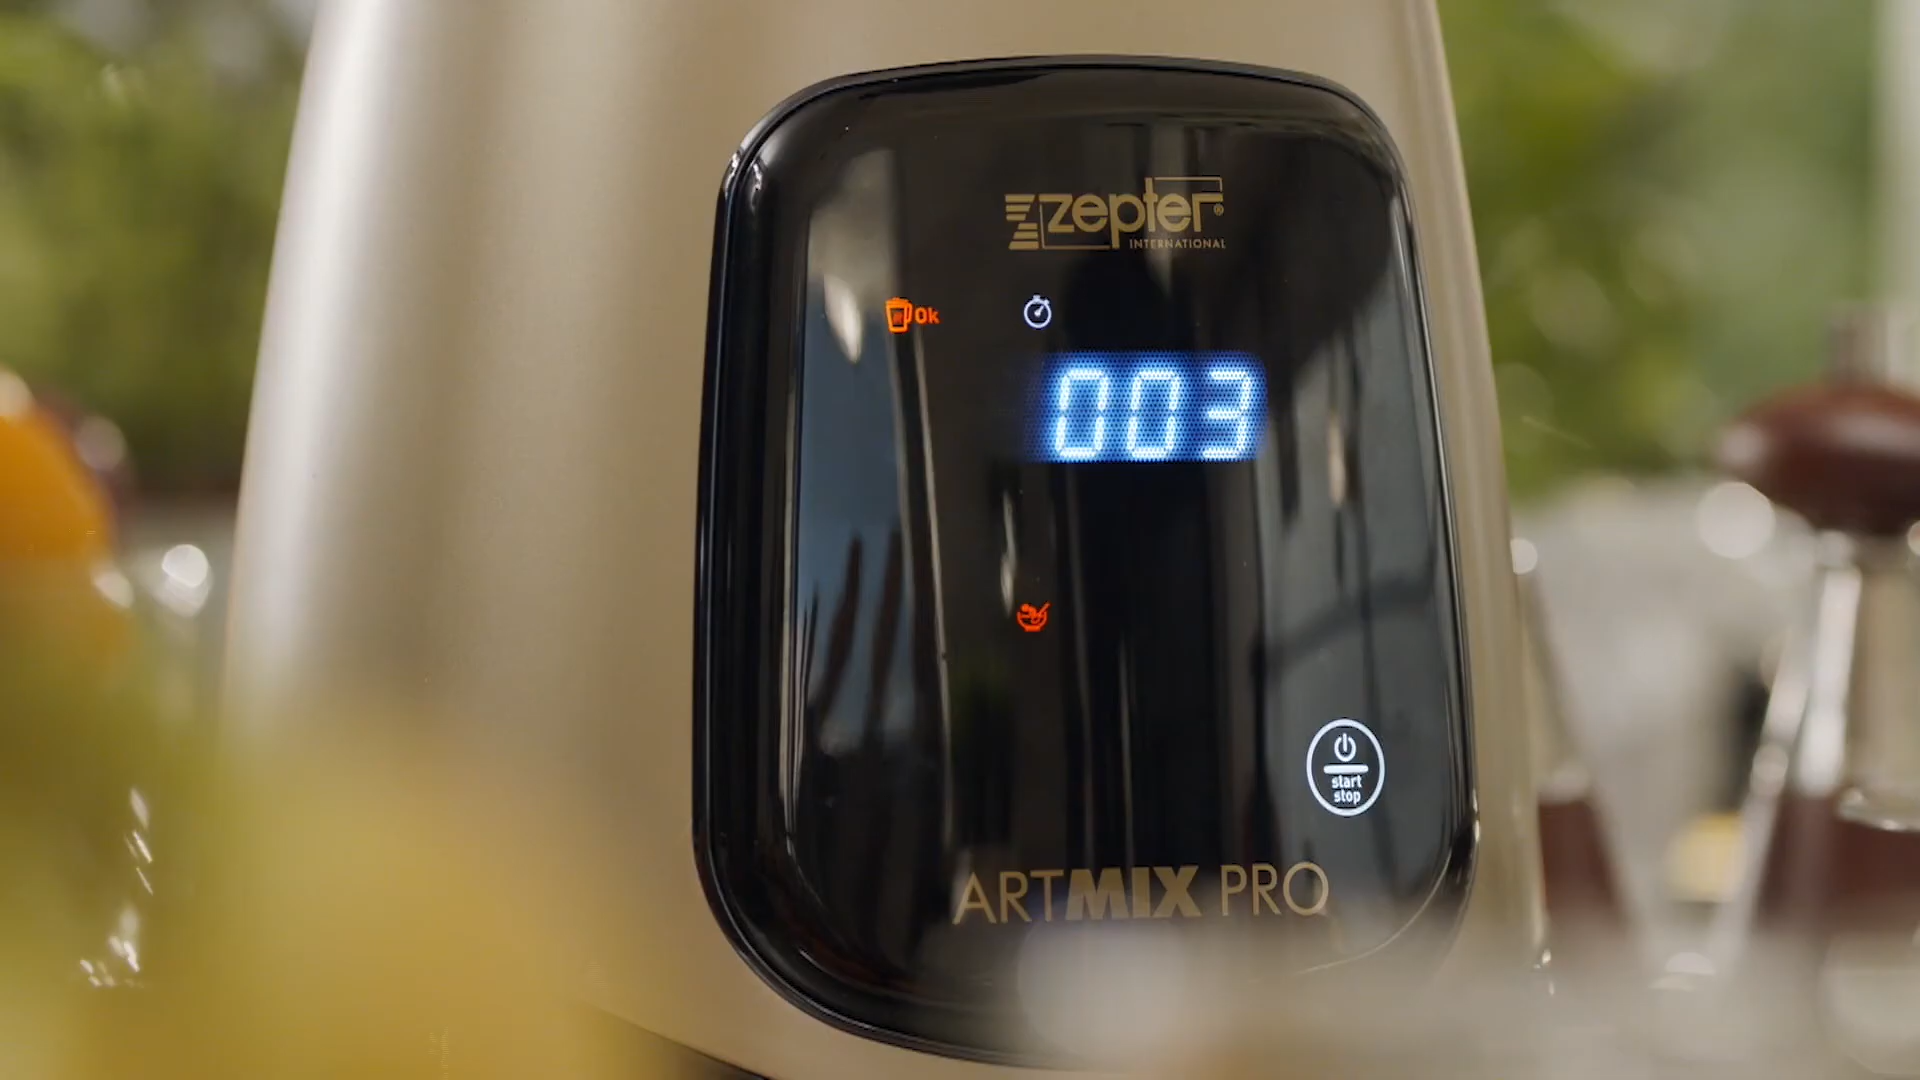 zepter®
INTERNATIONAL
Ok
003
start
stop
ARTMIX PRO